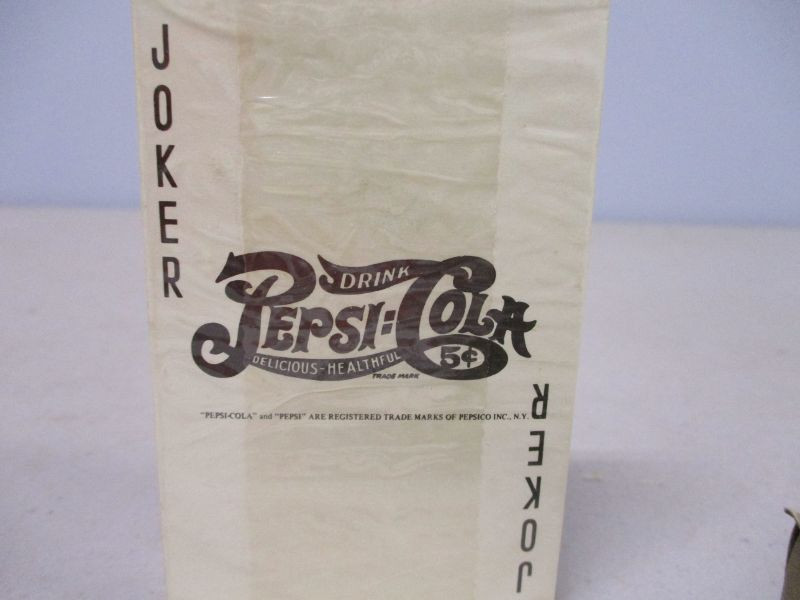 JOKER
DRINK
PEPSI-COLA
5¢
DELICIOUS-HEALTHFUL
TRADE MARK
"PEPSI-COLA" and "PEPSI" ARE REGISTERED TRADE MARKS OF PEPSICO INC., N.Y.
JOKER